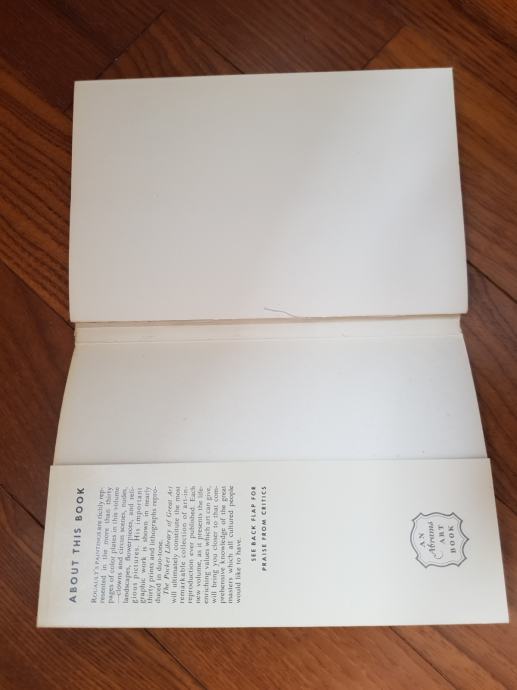 ABOUT THIS BOOK
ROUAULT'S PAINTINGS are richly rep-
resented in the more than thirty
pages of color plates in this volume
—clowns and circus scenes, nudes,
landscapes, flowerpieces, and reli-
gious pictures. His important
graphic work is shown in nearly
thirty prints and lithographs repro-
duced in duo-tone.
The Pocket Library of Great Art
will ultimately constitute the most
remarkable collection of art-in-
reproduction ever published. Each
new volume, as it presents the life-
enriching values which art can give,
will bring you closer to that com-
prehensive knowledge of the great
masters which all cultured people
would like to have.
SEE BACK FLAP FOR
PRAISE FROM CRITICS
AN
Abrams
ART
BOOK